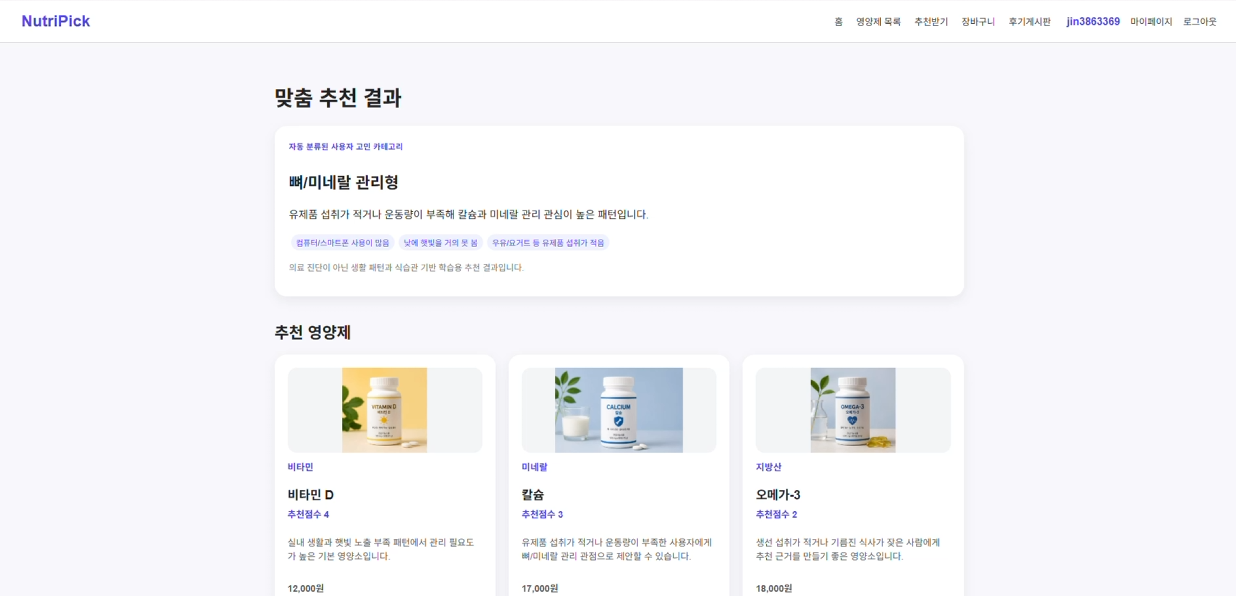 NutriPick
홈 영양제 목록 추천받기 장바구니 후기게시판 jin3863369 마이페이지 로그아웃
맞춤 추천 결과
자동 분류된 사용자 고민 카테고리
뼈/미네랄 관리형
유제품 섭취가 적거나 운동량이 부족해 칼슘과 미네랄 관리 관심이 높은 패턴입니다.
컴퓨터/스마트폰 사용이 많음 낮에 햇빛을 거의 못 봄 우유/요거트 등 유제품 섭취가 적음
의료 진단이 아닌 생활 패턴과 식습관 기반 학습용 추천 결과입니다.
추천 영양제
VITAMIN D
비타민
비타민 D
추천점수 4
실내 생활과 햇빛 노출 부족 패턴에서 관리 필요도
가 높은 기본 영양소입니다.
12,000원
CALCIUM
칼슘
미네랄
칼슘
추천점수 3
유제품 섭취가 적거나 운동량이 부족한 사용자에게
뼈/미네랄 관리 관점으로 제안할 수 있습니다.
17,000원
OMEGA-3
오메가-3
지방산
오메가-3
추천점수 2
생선 섭취가 적거나 기름진 식사가 잦은 사람에게
추천 근거를 만들기 좋은 영양소입니다.
18,000원